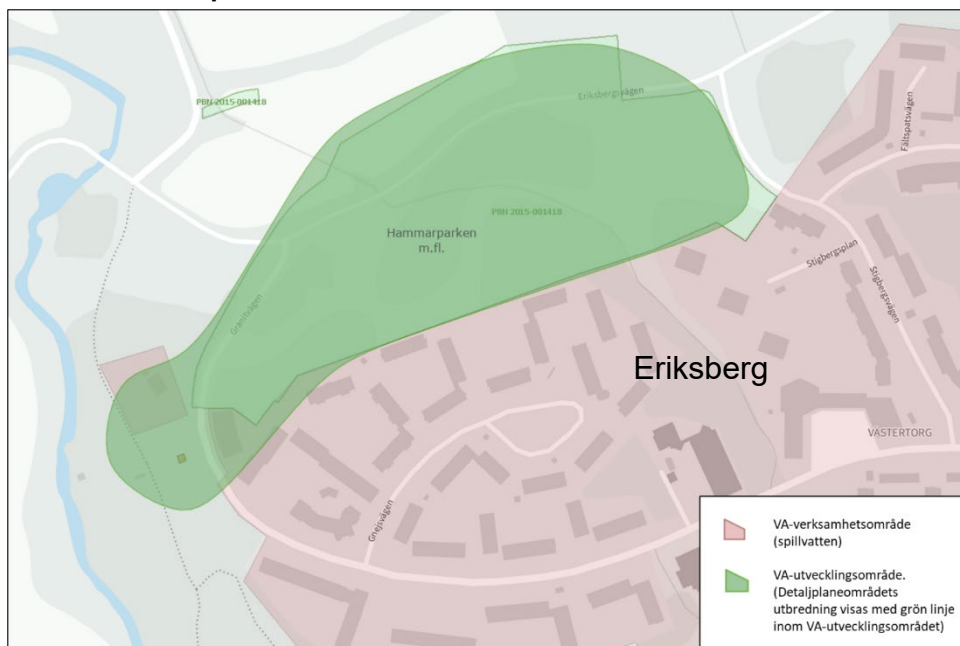 PBN 2015-001418
Eriksbergsvägen
Fältspatsvägen
PBN 2015-001418
Hammarparken
m.fl.
Stigbergsplan
Stigbergsvägen
Granitvägen
Eriksberg
VÄSTERTORG
Gnejsvägen
VA-verksamhetsområde
(spillvatten)
VA-utvecklingsområde.
(Detaljplaneområdets
utbredning visas med grön linje
inom VA-utvecklingsområdet)